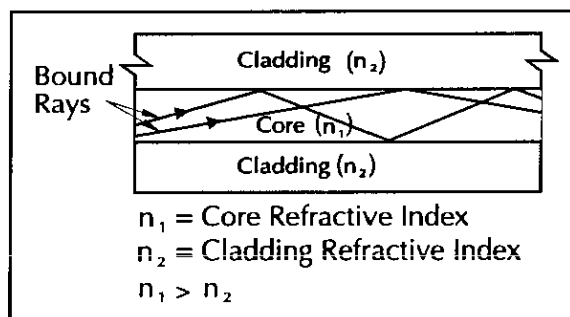 Cladding (n₂)
Bound
Rays
Core (n₁)
Cladding (n₂)
n₁ = Core Refractive Index
n₂ = Cladding Refractive Index
n₁ > n₂